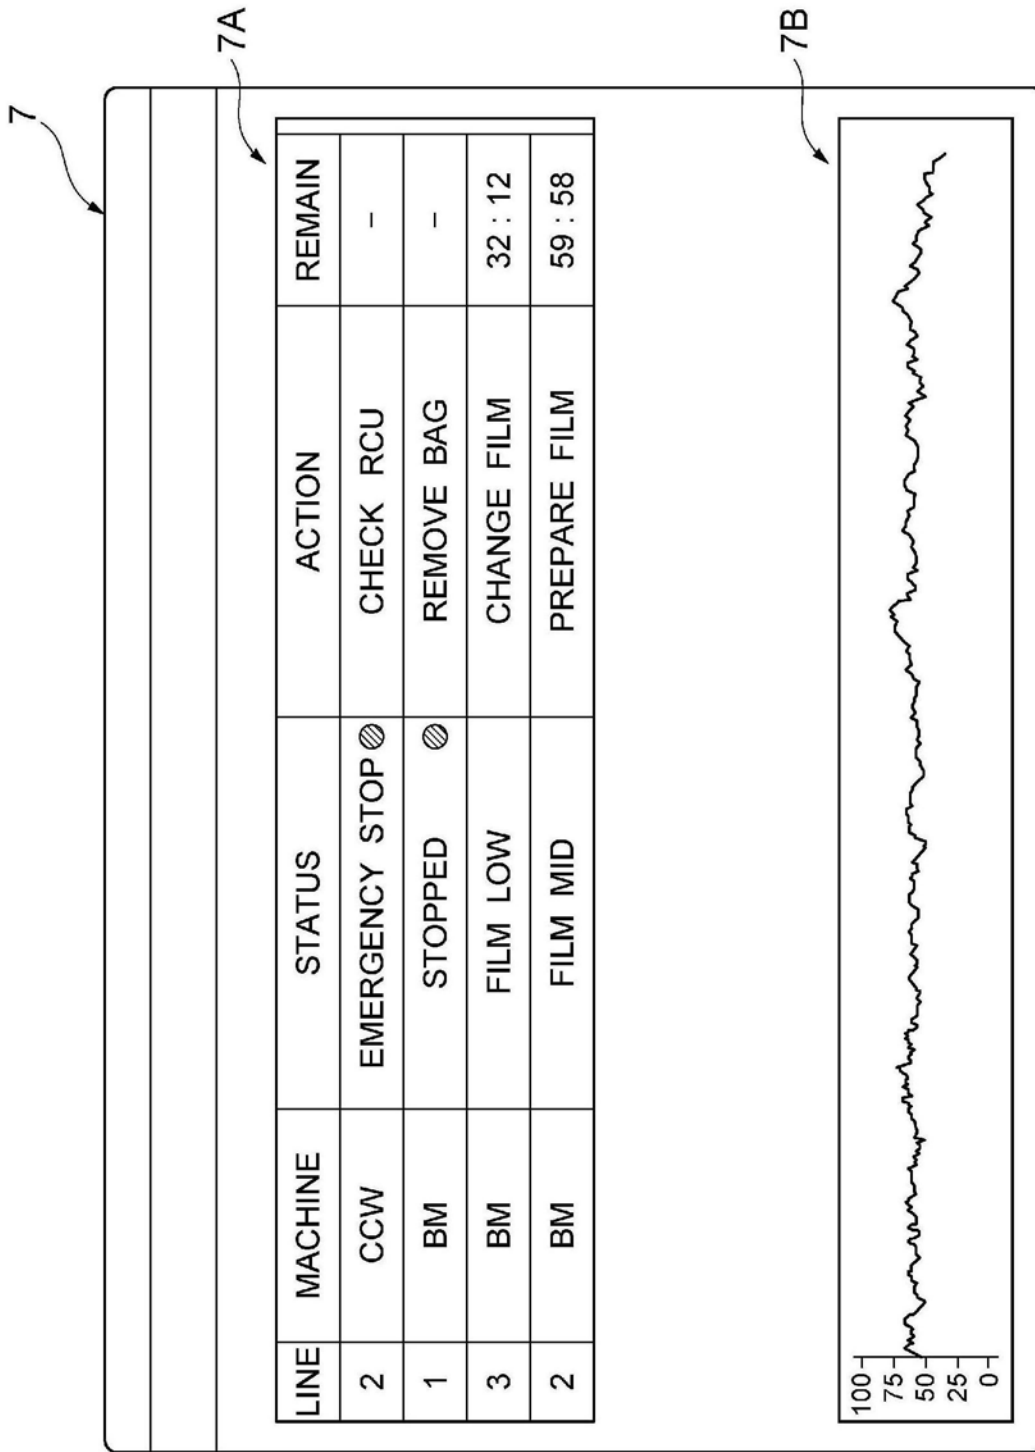 7
7A
LINE MACHINE STATUS ACTION REMAIN
2 CCW EMERGENCY STOP CHECK RCU –
1 BM STOPPED REMOVE BAG –
3 BM FILM LOW CHANGE FILM 32 : 12
2 BM FILM MID PREPARE FILM 59 : 58
7B
100
75
50
25
0